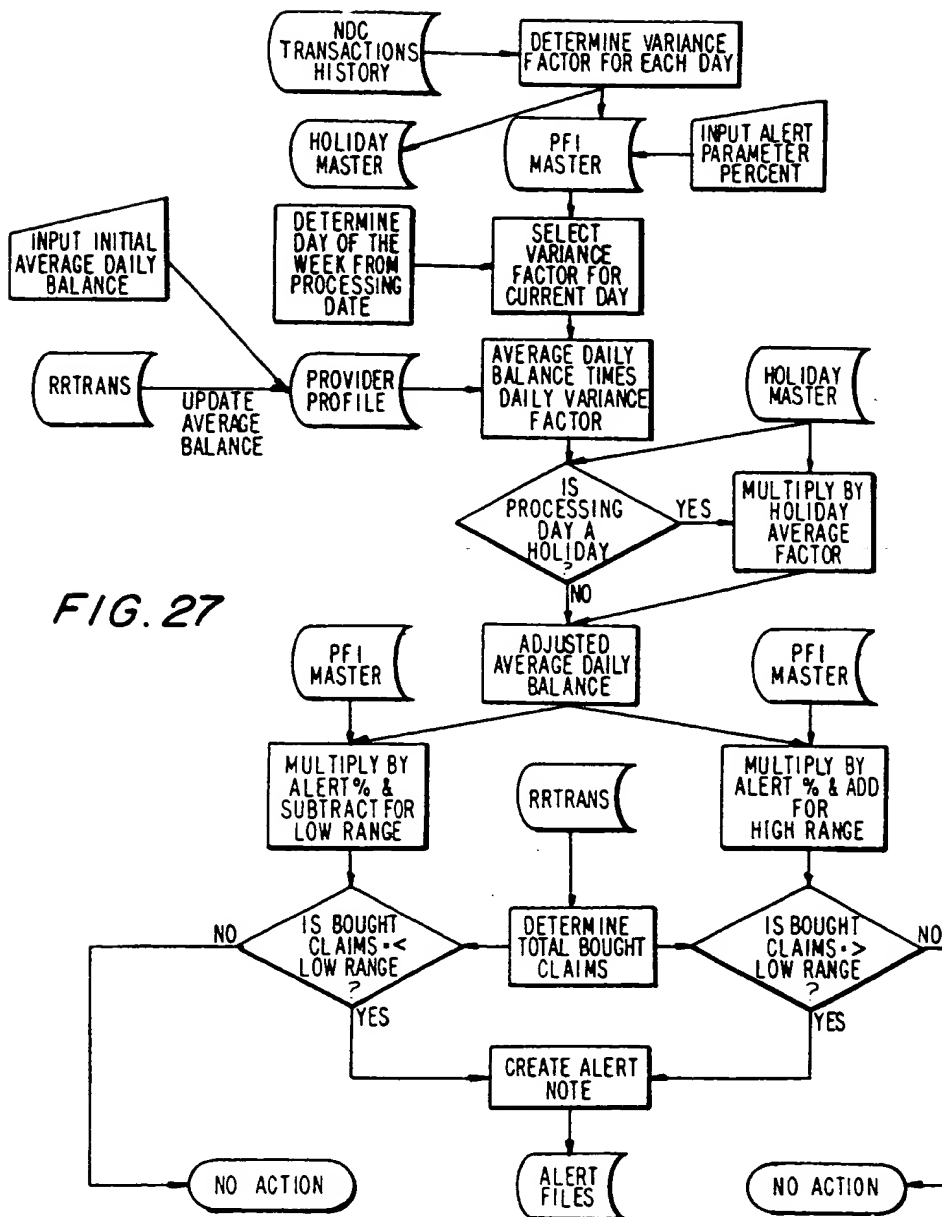 NDC
TRANSACTIONS
HISTORY
DETERMINE VARIANCE
FACTOR FOR EACH DAY
HOLIDAY
MASTER
PFI
MASTER
INPUT ALERT
PARAMETER
PERCENT
INPUT INITIAL
AVERAGE DAILY
BALANCE
DETERMINE
DAY OF THE
WEEK FROM
PROCESSING
DATE
SELECT
VARIANCE
FACTOR FOR
CURRENT DAY
RRTRANS
UPDATE
AVERAGE
BALANCE
PROVIDER
PROFILE
AVERAGE DAILY
BALANCE TIMES
DAILY VARIANCE
FACTOR
HOLIDAY
MASTER
IS
PROCESSING
DAY A
HOLIDAY
?
YES
MULTIPLY BY
HOLIDAY
AVERAGE
FACTOR
NO
FIG. 27
PFI
MASTER
ADJUSTED
AVERAGE DAILY
BALANCE
PFI
MASTER
MULTIPLY BY
ALERT % &
SUBTRACT FOR
LOW RANGE
RRTRANS
MULTIPLY BY
ALERT % & ADD
FOR
HIGH RANGE
NO
IS BOUGHT
CLAIMS·<
LOW RANGE
?
YES
DETERMINE
TOTAL BOUGHT
CLAIMS
IS BOUGHT
CLAIMS·>
LOW RANGE
?
NO
YES
CREATE ALERT
NOTE
NO ACTION
ALERT
FILES
NO ACTION